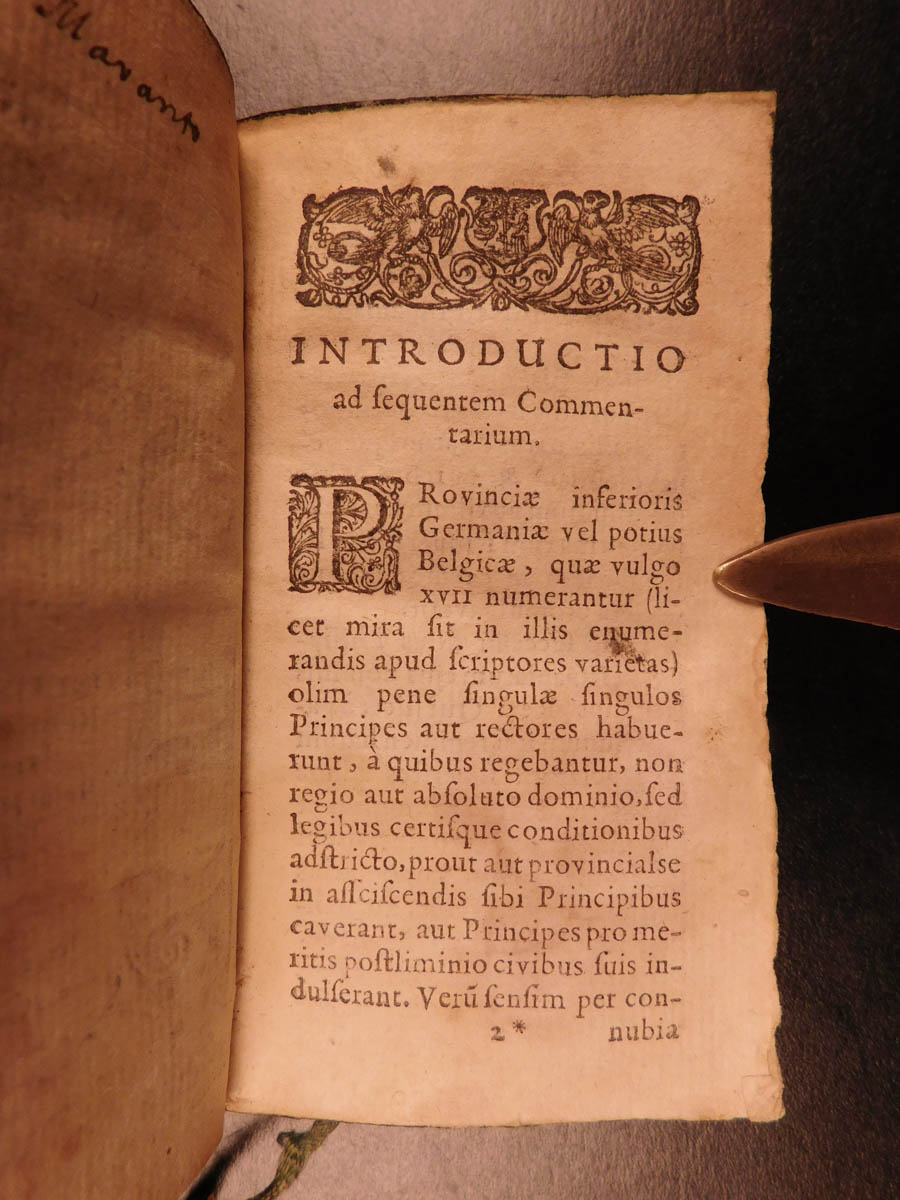 Mavants
INTRODUCTIO
ad ſequentem Commen-
tarium.
PRovinciæ inferioris
Germaniæ vel potius
Belgicæ, quæ vulgo
XVII numerantur (li-
cet mira ſit in illis enume-
randis apud ſcriptores varietas)
olim pene ſingulæ ſingulos
Principes aut rectores habue-
runt, à quibus regebantur, non
regio aut abſoluto dominio, ſed
legibus certiſque conditionibus
adſtricto, prout aut provincialse
in aſſciſcendis ſibi Principibus
caverant, aut Principes pro me-
ritis poſtliminio civibus ſuis in-
dulſerant. Verũ ſenſim per con-
2* nubia